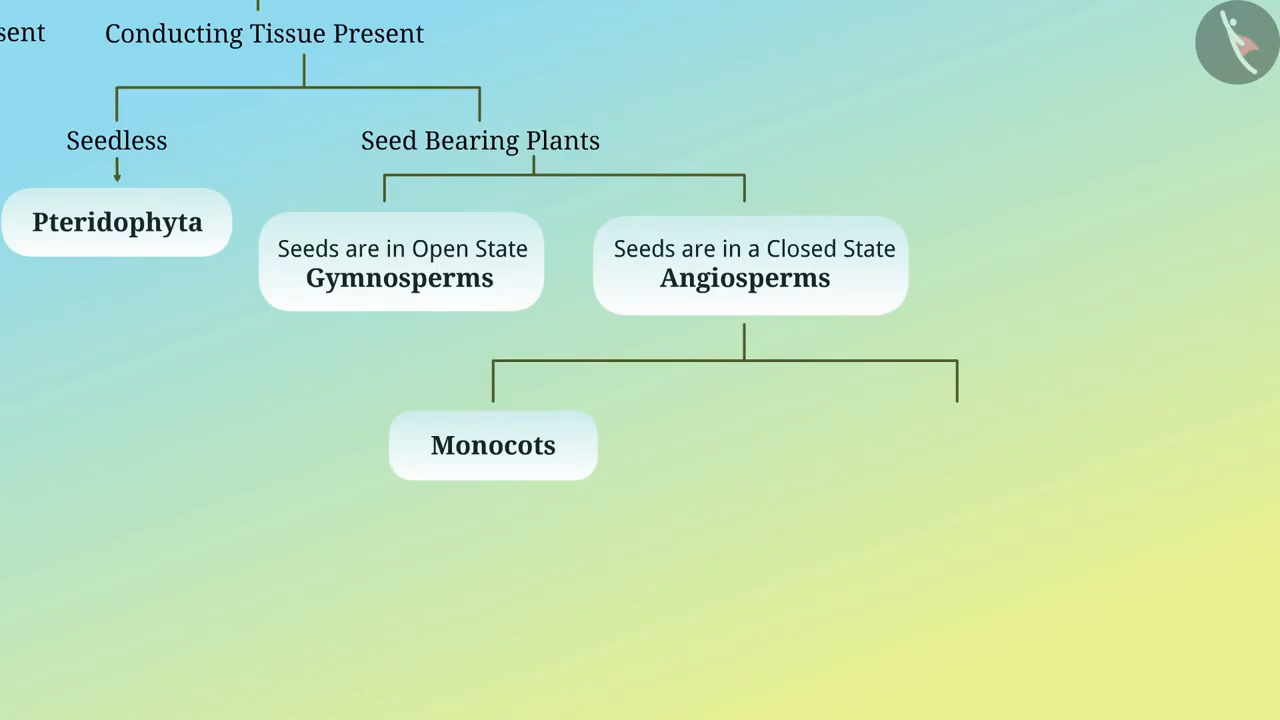 sent
Conducting Tissue Present
Seedless
Seed Bearing Plants
Pteridophyta
Seeds are in Open State
Gymnosperms
Seeds are in a Closed State
Angiosperms
Monocots